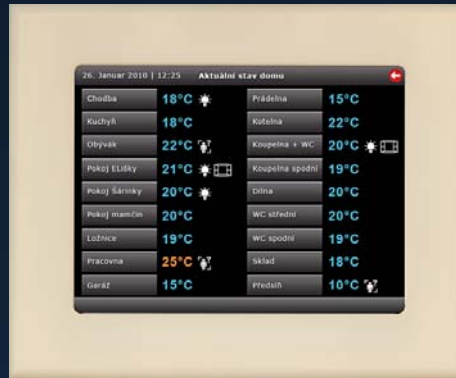 26. Januar 2010 | 12:25 Aktuální stav domu
Chodba 18°C Prádelna 15°C
Kuchyň 18°C Kotelna 22°C
Obývák 22°C Koupelna + WC 20°C
Pokoj Elišky 21°C Koupelna spodní 19°C
Pokoj Šárinky 20°C Dílna 20°C
Pokoj mamčin 20°C WC střední 20°C
Ložnice 19°C WC spodní 19°C
Pracovna 25°C Sklad 18°C
Garáž 15°C Předsíň 10°C